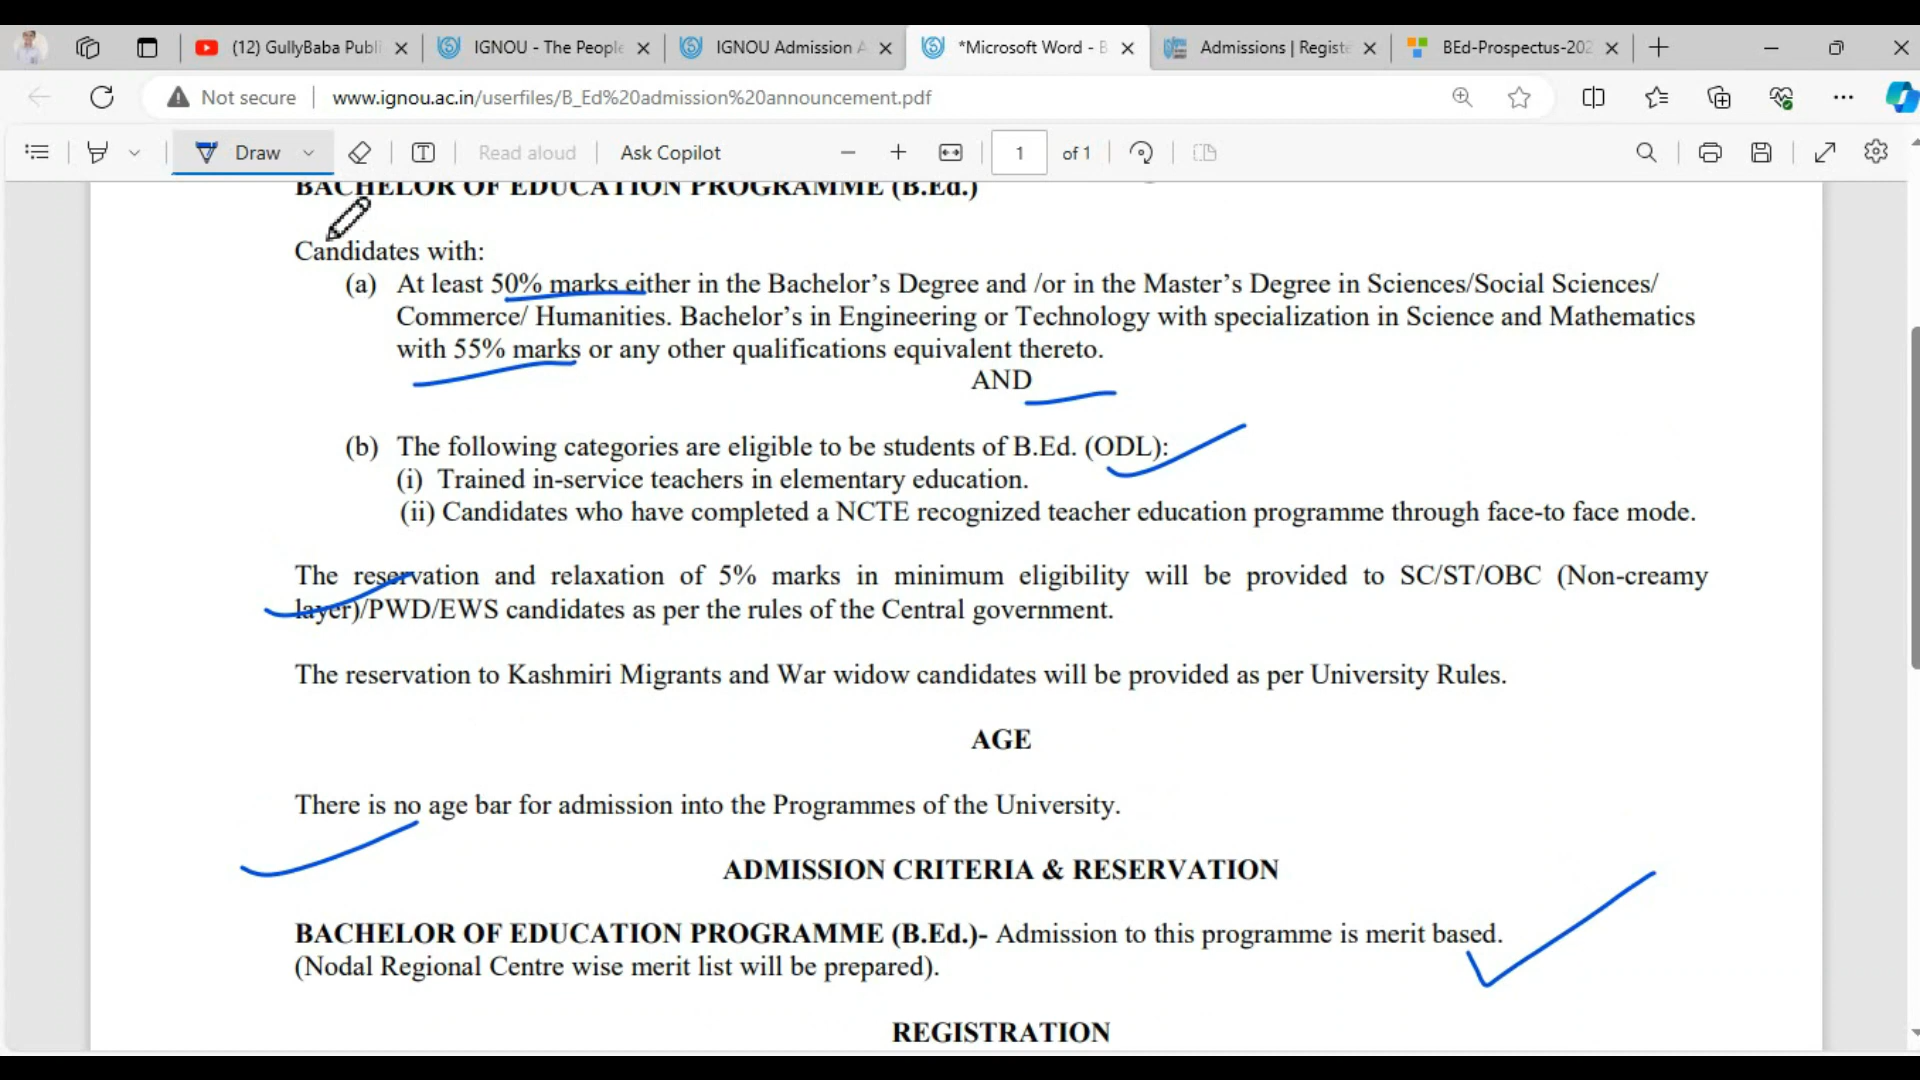 (12) GullyBaba Publi
IGNOU - The People
IGNOU Admission A
*Microsoft Word - B
Admissions | Registe
BEd-Prospectus-202
Not secure
www.ignou.ac.in/userfiles/B_Ed%20admission%20announcement.pdf
Draw
Read aloud
Ask Copilot
1
of 1
BACHELOR OF EDUCATION PROGRAMME (B.Ed.)
Candidates with:
(a) At least 50% marks either in the Bachelor's Degree and /or in the Master's Degree in Sciences/Social Sciences/
Commerce/ Humanities. Bachelor's in Engineering or Technology with specialization in Science and Mathematics
with 55% marks or any other qualifications equivalent thereto.
AND
(b) The following categories are eligible to be students of B.Ed. (ODL):
(i) Trained in-service teachers in elementary education.
(ii) Candidates who have completed a NCTE recognized teacher education programme through face-to face mode.
The reservation and relaxation of 5% marks in minimum eligibility will be provided to SC/ST/OBC (Non-creamy
layer)/PWD/EWS candidates as per the rules of the Central government.
The reservation to Kashmiri Migrants and War widow candidates will be provided as per University Rules.
AGE
There is no age bar for admission into the Programmes of the University.
ADMISSION CRITERIA & RESERVATION
BACHELOR OF EDUCATION PROGRAMME (B.Ed.)- Admission to this programme is merit based.
(Nodal Regional Centre wise merit list will be prepared).
REGISTRATION